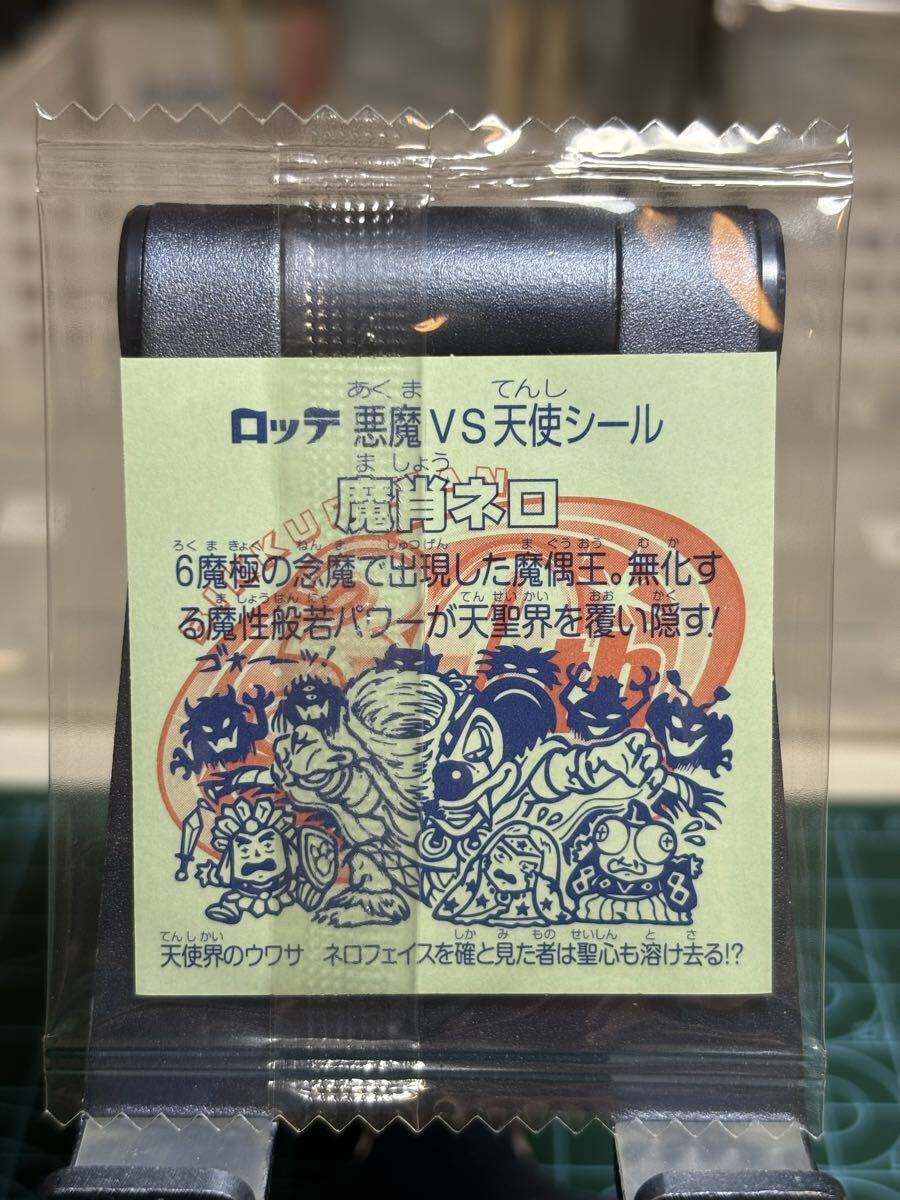 あくま てんし
ロッテ 悪魔VS天使シール
ましょう
魔肖ネロ
BIKKURIMAN
ろくまきょく ねんま しゅつげん まぐうおう むか
6魔極の念魔で出現した魔偶王。無化す
ましょうはんにゃ てんせいかい おお かく
る魔性般若パワーが天聖界を覆い隠す!
ゴォーーッ!
てんしかい しか み もの せいしん と さ
天使界のウワサ ネロフェイスを確と見た者は聖心も溶け去る!?